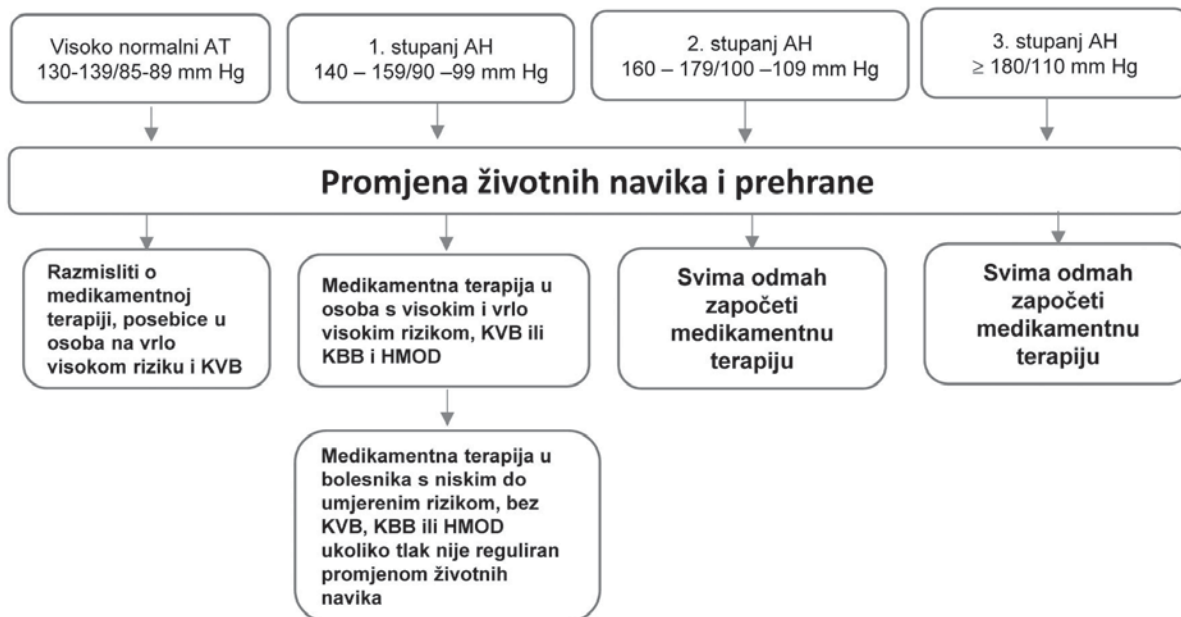 Visoko normalni AT
130-139/85-89 mm Hg
1. stupanj AH
140 – 159/90 –99 mm Hg
2. stupanj AH
160 – 179/100 –109 mm Hg
3. stupanj AH
≥ 180/110 mm Hg
Promjena životnih navika i prehrane
Razmisliti o
medikamentnoj
terapiji, posebice u
osoba na vrlo
visokom riziku i KVB
Medikamentna terapija u
osoba s visokim i vrlo
visokim rizikom, KVB ili
KBB i HMOD
Svima odmah
započeti
medikamentnu
terapiju
Svima odmah
započeti
medikamentnu
terapiju
Medikamentna terapija u
bolesnika s niskim do
umjerenim rizikom, bez
KVB, KBB ili HMOD
ukoliko tlak nije reguliran
promjenom životnih
navika